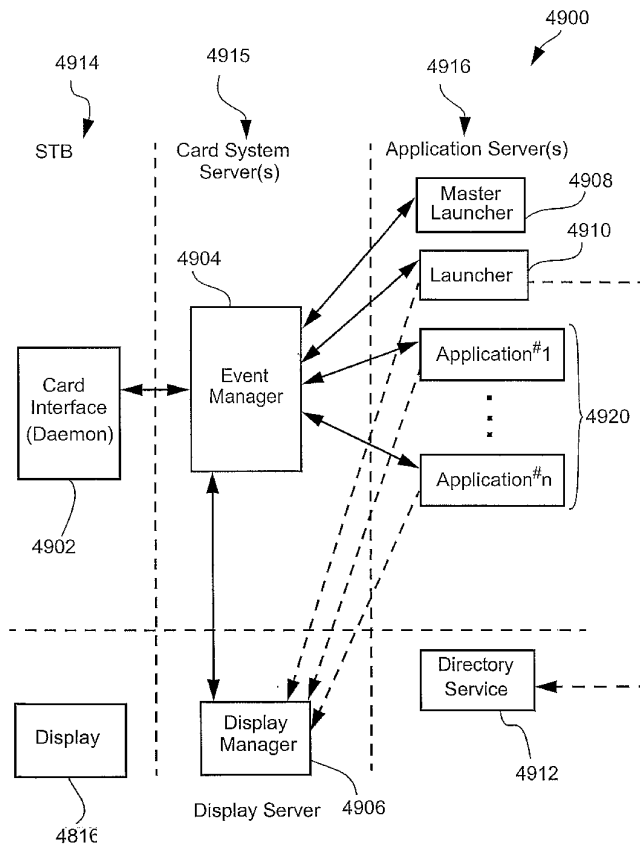 4900
4914
4915
4916
STB
Card System
Server(s)
Application Server(s)
Master
Launcher
4908
4910
Launcher
4904
Event
Manager
Application#1
Card
Interface
(Daemon)
4920
Application#n
4902
Directory
Service
Display
Display
Manager
4912
4906
Display Server
4816